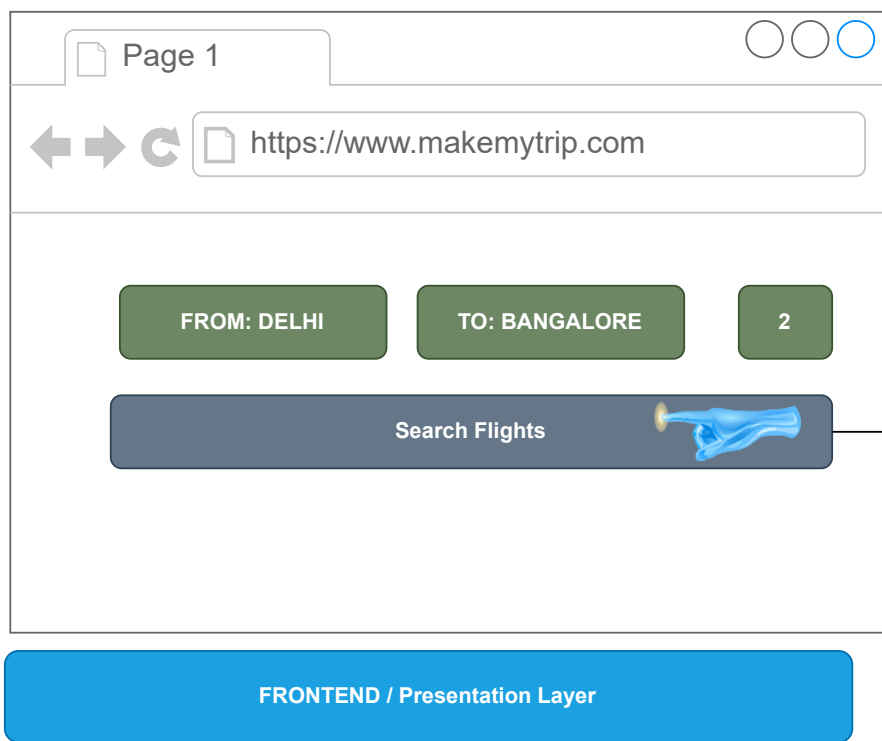 Page 1
https://www.makemytrip.com
FROM: DELHI
TO: BANGALORE
2
Search Flights
FRONTEND / Presentation Layer